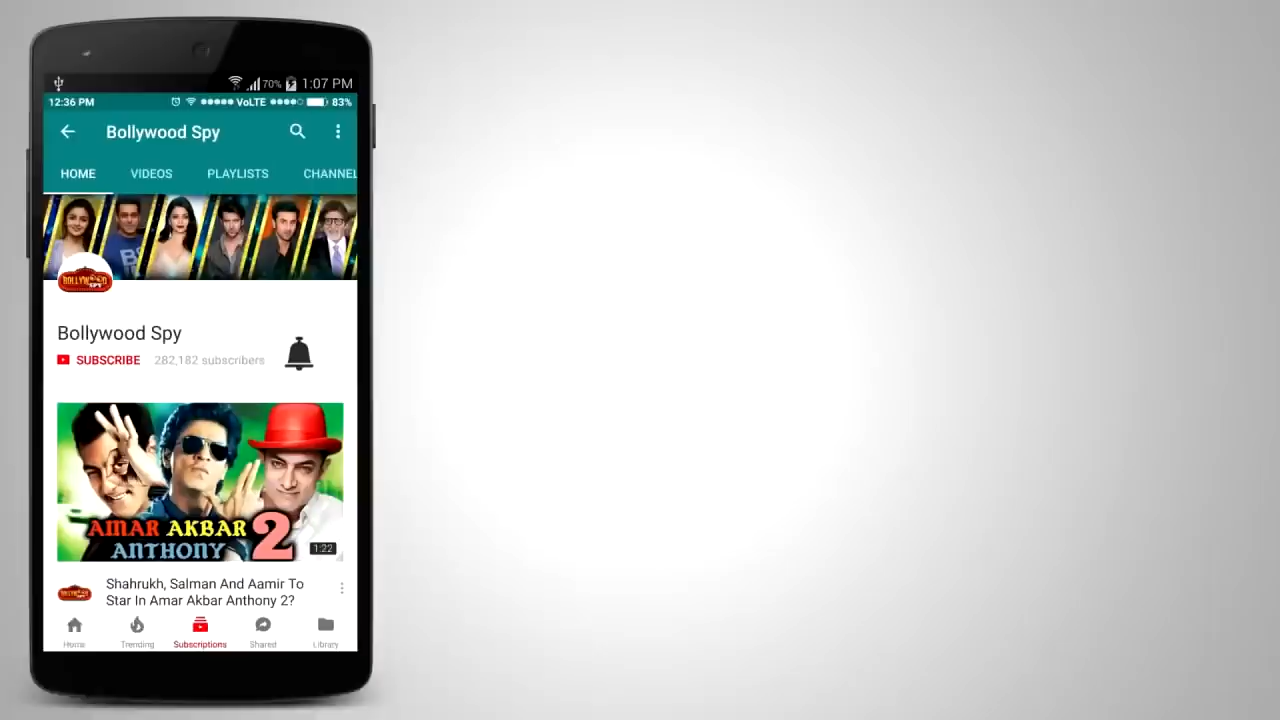 70% 1:07 PM
12:36 PM VoLTE 83%
Bollywood Spy
HOME VIDEOS PLAYLISTS CHANNEL
BOLLYWOOD
SPY
Bollywood Spy
SUBSCRIBE 282,182 subscribers
AMAR AKBAR
ANTHONY 2
1:22
Shahrukh, Salman And Aamir To
Star In Amar Akbar Anthony 2?
Home Trending Subscriptions Shared Library